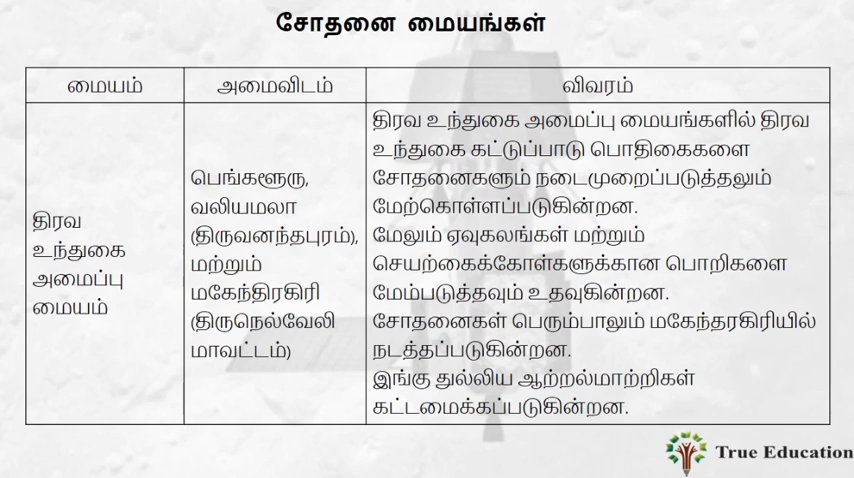 சோதனை மையங்கள்
மையம்
அமைவிடம்
விவரம்
திரவ
உந்துகை
அமைப்பு
மையம்
பெங்களூரு,
வலியமலா
(திருவனந்தபுரம்),
மற்றும்
மகேந்திரகிரி
(திருநெல்வேலி
மாவட்டம்)
திரவ உந்துகை அமைப்பு மையங்களில் திரவ
உந்துகை கட்டுப்பாடு பொதிகைகளை
சோதனைகளும் நடைமுறைப்படுத்தலும்
மேற்கொள்ளப்படுகின்றன.
மேலும் ஏவுகலங்கள் மற்றும்
செயற்கைக்கோள்களுக்கான பொறிகளை
மேம்படுத்தவும் உதவுகின்றன.
சோதனைகள் பெரும்பாலும் மகேந்தரகிரியில்
நடத்தப்படுகின்றன.
இங்கு துல்லிய ஆற்றல்மாற்றிகள்
கட்டமைக்கப்படுகின்றன.
True Education